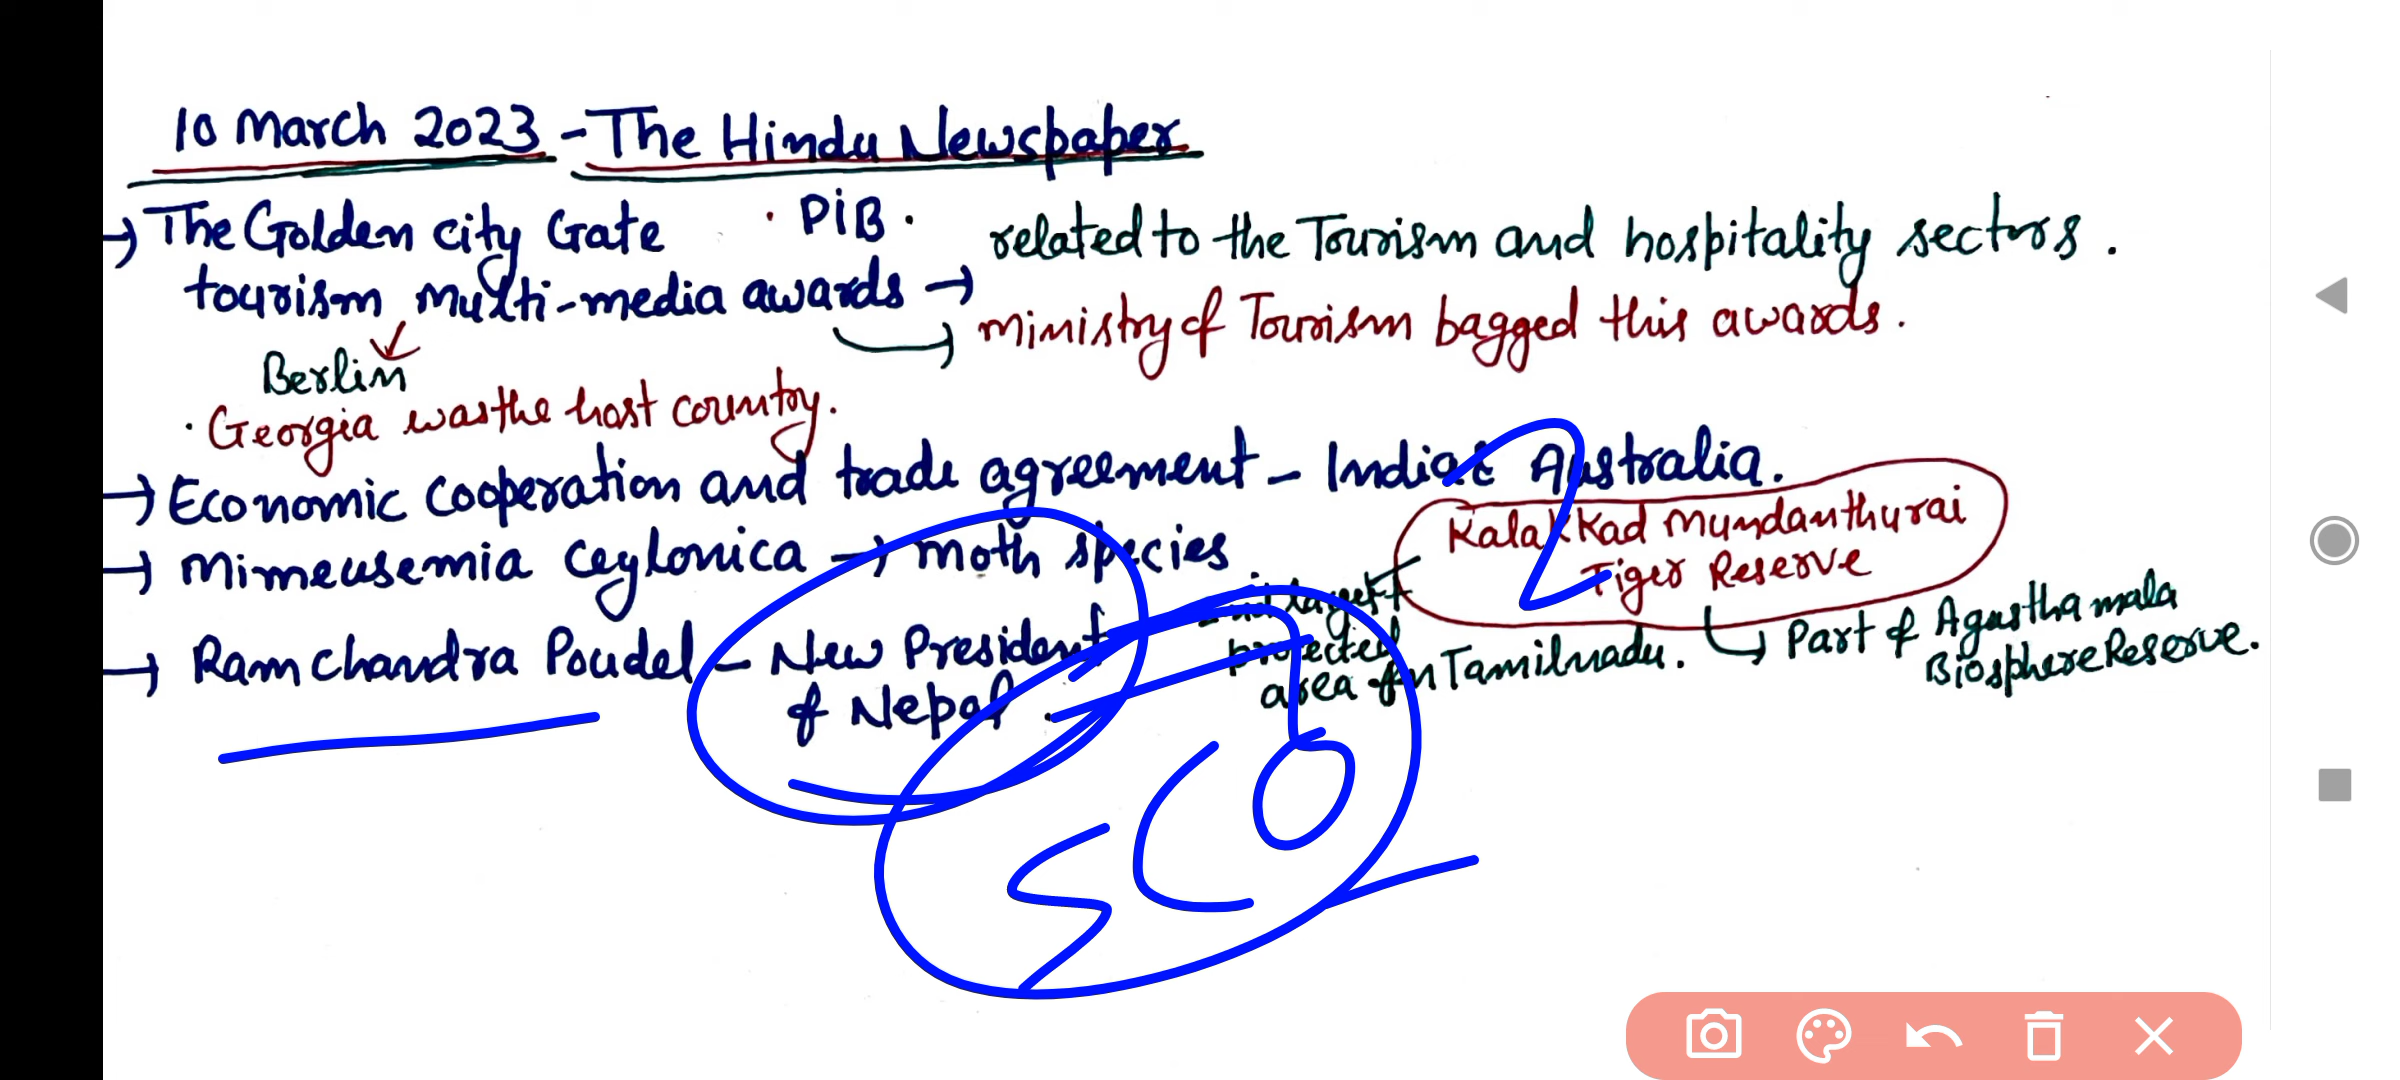 10 March 2023 - The Hindu Newspaper
→ The Golden city Gate
· PiB ·
tourism multi-media awards →
related to the Tourism and hospitality sectors.
ministry of Tourism bagged this awards.
Berlin
· Georgia was the host country.
→ Economic cooperation and trade agreement - India & Australia.
→ Mimeusemia Ceylonica → moth species
Kalakkad Mundanthurai
Tiger Reserve
protected
area in Tamilnadu.
Part of Agasthamala
Biosphere Reserve.
→ Ram chandra Poudel - New President
of Nepal.
SCO